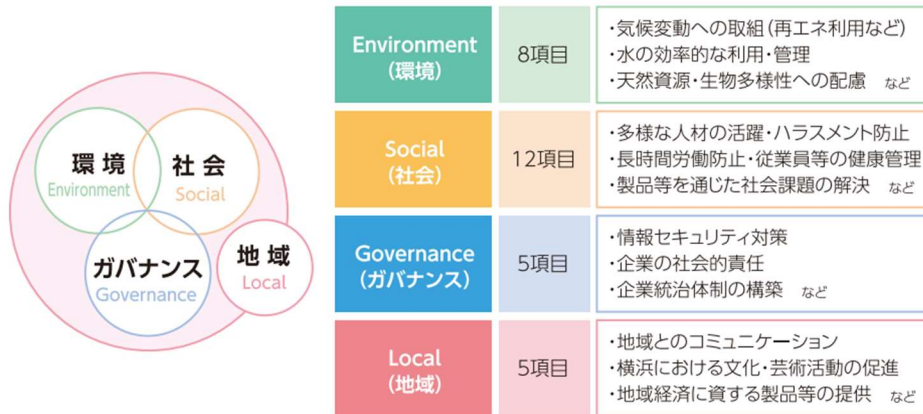 環 境
Environment
社 会
Social
ガバナンス
Governance
地 域
Local
Environment
(環境)
8項目
・気候変動への取組(再エネ利用など)
・水の効率的な利用・管理
・天然資源・生物多様性への配慮 など
Social
(社会)
12項目
・多様な人材の活躍・ハラスメント防止
・長時間労働防止・従業員等の健康管理
・製品等を通じた社会課題の解決 など
Governance
(ガバナンス)
5項目
・情報セキュリティ対策
・企業の社会的責任
・企業統治体制の構築 など
Local
(地域)
5項目
・地域とのコミュニケーション
・横浜における文化・芸術活動の促進
・地域経済に資する製品等の提供 など